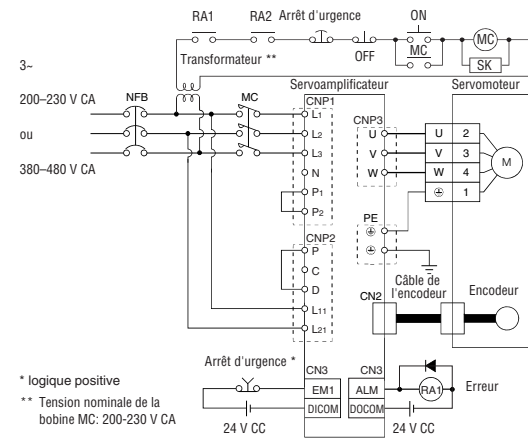 RA1 RA2 Arrêt d'urgence ON
OFF MC MC
SK
Transformateur **
3~
200–230 V CA
ou
380–480 V CA
NFB MC
Servoamplificateur Servomoteur
CNP1
L1
L2
L3
N
P1
P2
CNP3
U U 2
V V 3
W W 4
1
M
PE
CNP2
P
C
D
L11
L21
CN2
Câble de
l'encodeur
Encodeur
Arrêt d'urgence *
CN3 CN3
EM1 ALM RA1 Erreur
DICOM DOCOM
24 V CC 24 V CC
* logique positive
** Tension nominale de la
bobine MC: 200-230 V CA